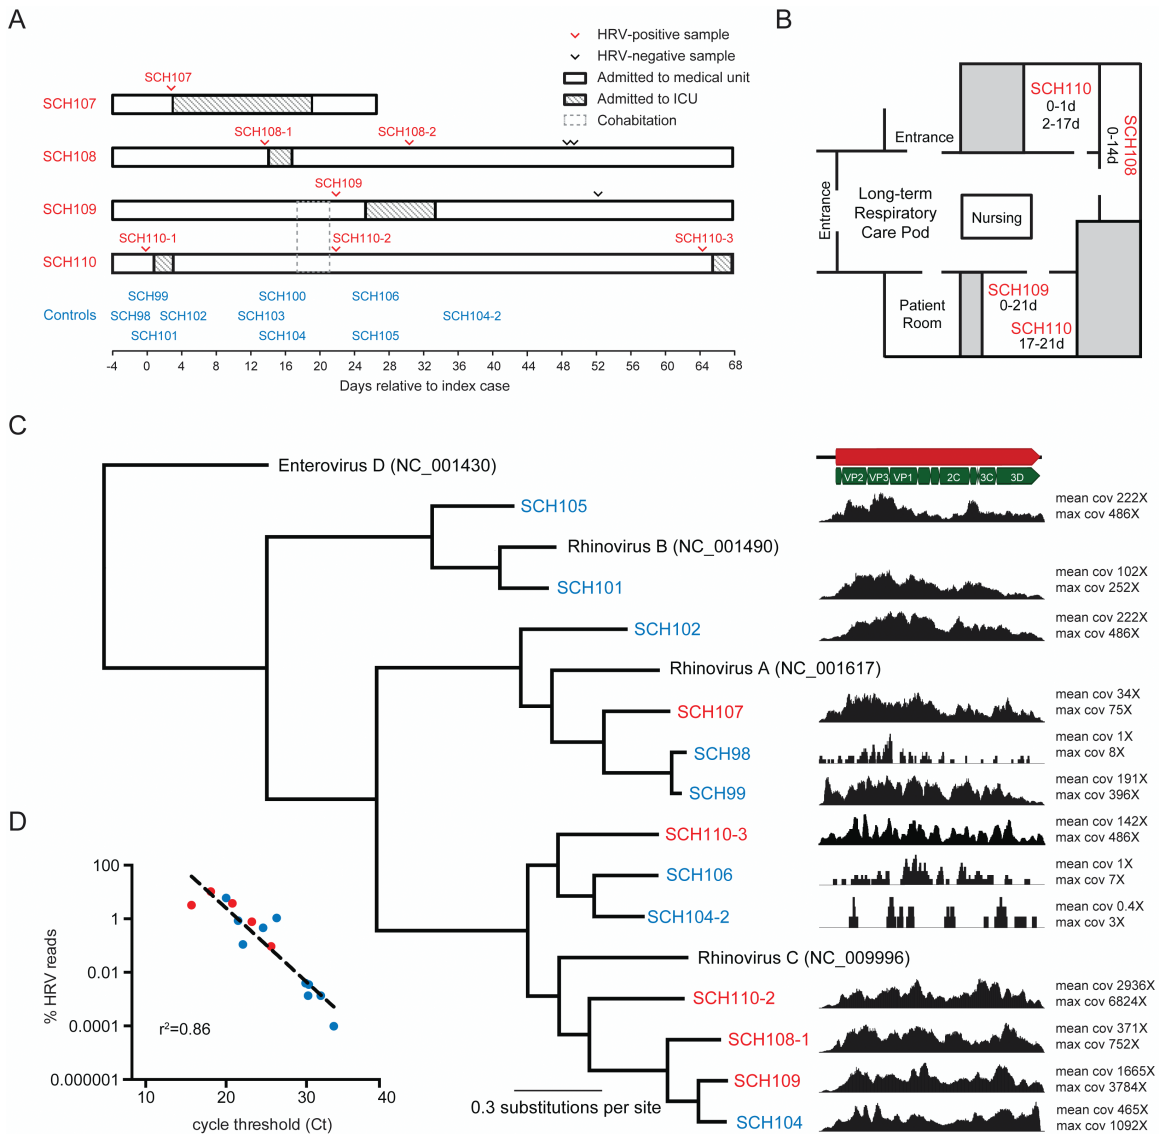 A
HRV-positive sample
HRV-negative sample
Admitted to medical unit
Admitted to ICU
Cohabitation
SCH107
SCH107
SCH108-1
SCH108-2
SCH108
SCH109
SCH109
SCH110-1
SCH110-2
SCH110-3
SCH110
SCH99
SCH100
SCH106
Controls
SCH98
SCH102
SCH103
SCH104-2
SCH101
SCH104
SCH105
-4 0 4 8 12 16 20 24 28 32 36 40 44 48 52 56 60 64 68
Days relative to index case
B
SCH110
0-1d
2-17d
SCH108
0-14d
Entrance
Entrance
Long-term
Respiratory
Care Pod
Nursing
SCH109
0-21d
SCH110
17-21d
Patient
Room
C
Enterovirus D (NC_001430)
SCH105
Rhinovirus B (NC_001490)
SCH101
SCH102
Rhinovirus A (NC_001617)
SCH107
SCH98
SCH99
SCH110-3
SCH106
SCH104-2
Rhinovirus C (NC_009996)
SCH110-2
SCH108-1
SCH109
SCH104
0.3 substitutions per site
VP2 VP3 VP1 2C 3C 3D
mean cov 222X
max cov 486X
mean cov 102X
max cov 252X
mean cov 222X
max cov 486X
mean cov 34X
max cov 75X
mean cov 1X
max cov 8X
mean cov 191X
max cov 396X
mean cov 142X
max cov 486X
mean cov 1X
max cov 7X
mean cov 0.4X
max cov 3X
mean cov 2936X
max cov 6824X
mean cov 371X
max cov 752X
mean cov 1665X
max cov 3784X
mean cov 465X
max cov 1092X
D
100
1
0.01
0.0001
0.000001
% HRV reads
r²=0.86
10 20 30 40
cycle threshold (Ct)